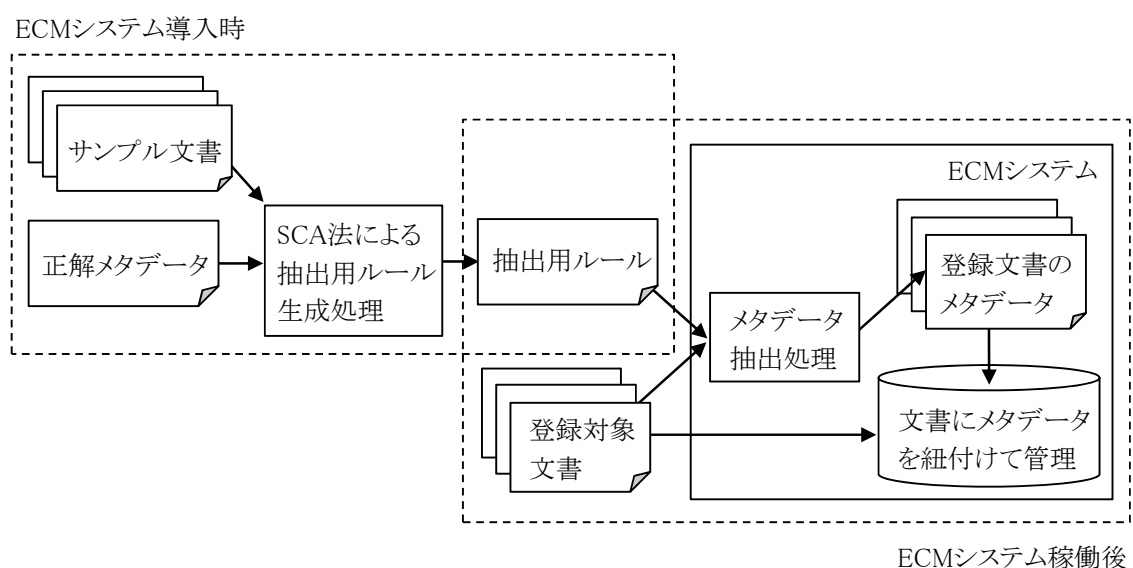 ECMシステム導入時
サンプル文書
正解メタデータ
SCA法による
抽出用ルール
生成処理
抽出用ルール
ECMシステム
登録文書の
メタデータ
メタデータ
抽出処理
登録対象
文書
文書にメタデータ
を紐付けて管理
ECMシステム稼働後